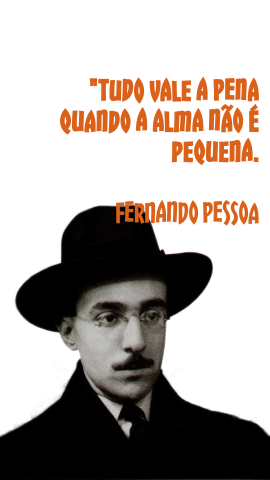 "TUDO VALE A PENA
QUANDO A ALMA NÃO É
PEQUENA.
FERNANDO PESSOA